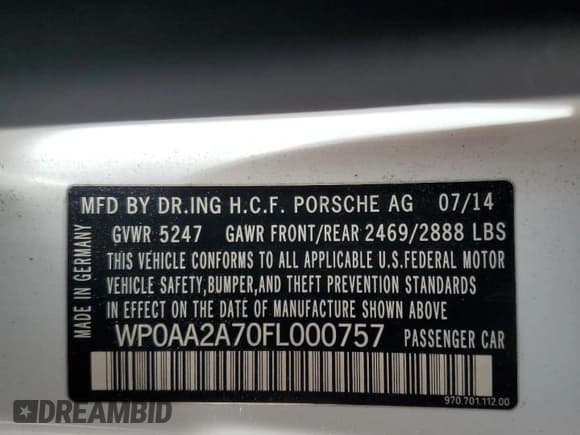 MFD BY DR.ING H.C.F. PORSCHE AG 07/14
GVWR 5247 GAWR FRONT/REAR 2469/2888 LBS
THIS VEHICLE CONFORMS TO ALL APPLICABLE U.S.FEDERAL MOTOR
VEHICLE SAFETY,BUMPER,AND THEFT PREVENTION STANDARDS
IN EFFECT ON THE DATE OF MANUFACTURE SHOWN ABOVE.
WP0AA2A70FL000757 PASSENGER CAR
MADE IN GERMANY
970.701.112.00
DREAMBID